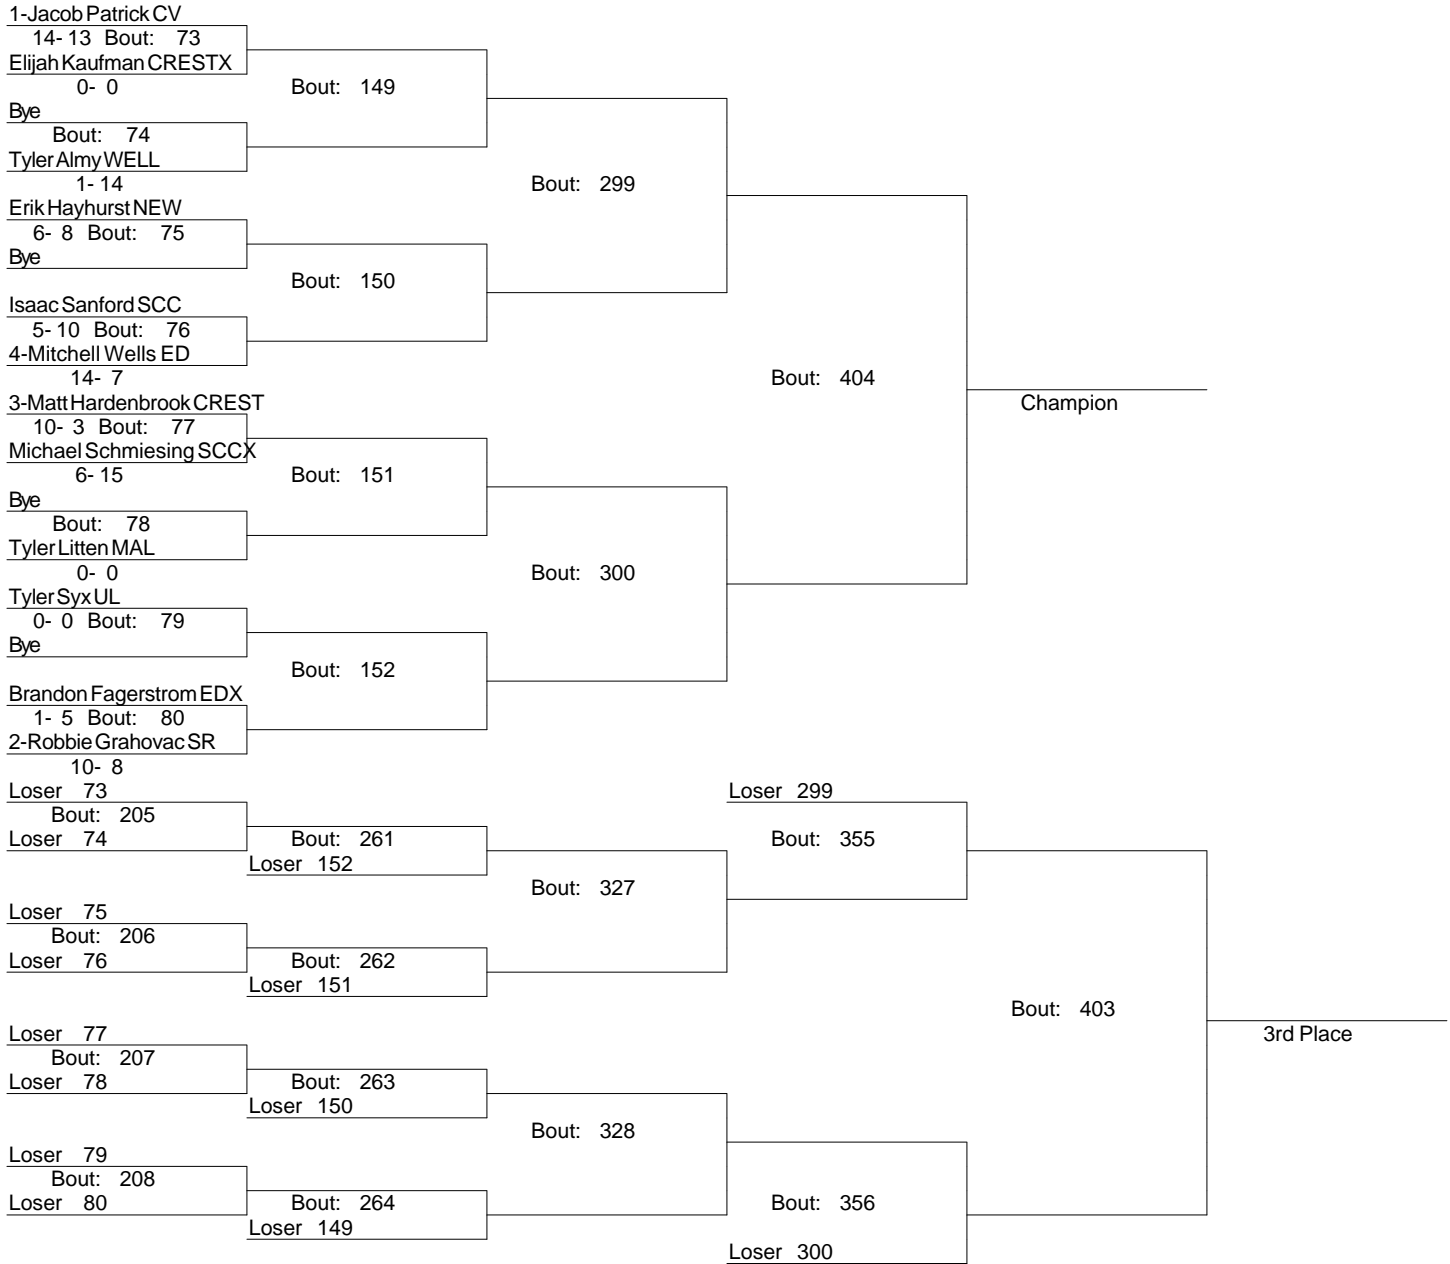 1-Jacob Patrick CV
14- 13 Bout: 73
Elijah Kaufman CRESTX
0- 0
Bout: 149
Bye
Bout: 74
Tyler Almy WELL
1- 14
Bout: 299
Erik Hayhurst NEW
6- 8 Bout: 75
Bye
Bout: 150
Isaac Sanford SCC
5- 10 Bout: 76
4-Mitchell Wells ED
14- 7
Bout: 404
3-Matt Hardenbrook CREST
Champion
10- 3 Bout: 77
Michael Schmiesing SCCX
6- 15
Bout: 151
Bye
Bout: 78
Tyler Litten MAL
0- 0
Bout: 300
Tyler Syx UL
0- 0 Bout: 79
Bye
Bout: 152
Brandon Fagerstrom EDX
1- 5 Bout: 80
2-Robbie Grahovac SR
10- 8
Loser 73
Loser 299
Bout: 205
Loser 74
Bout: 261
Bout: 355
Loser 152
Bout: 327
Loser 75
Bout: 206
Loser 76
Bout: 262
Loser 151
Bout: 403
Loser 77
3rd Place
Bout: 207
Loser 78
Bout: 263
Loser 150
Bout: 328
Loser 79
Bout: 208
Loser 80
Bout: 264
Bout: 356
Loser 149
Loser 300